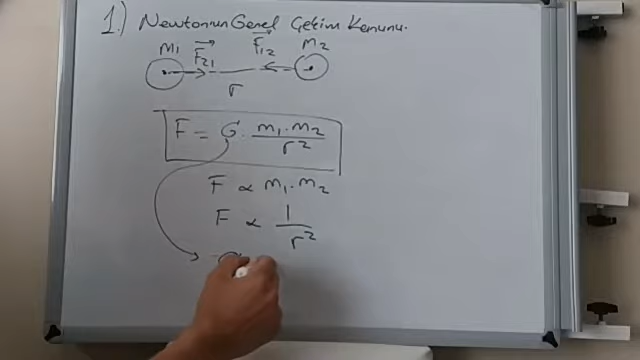 1.) Newtonun Genel Çekim Kanunu.
m₁ F₂₁ F₁₂ m₂
r
F = G · m₁·m₂ / r²
F ∝ m₁·m₂
F ∝ 1 / r²